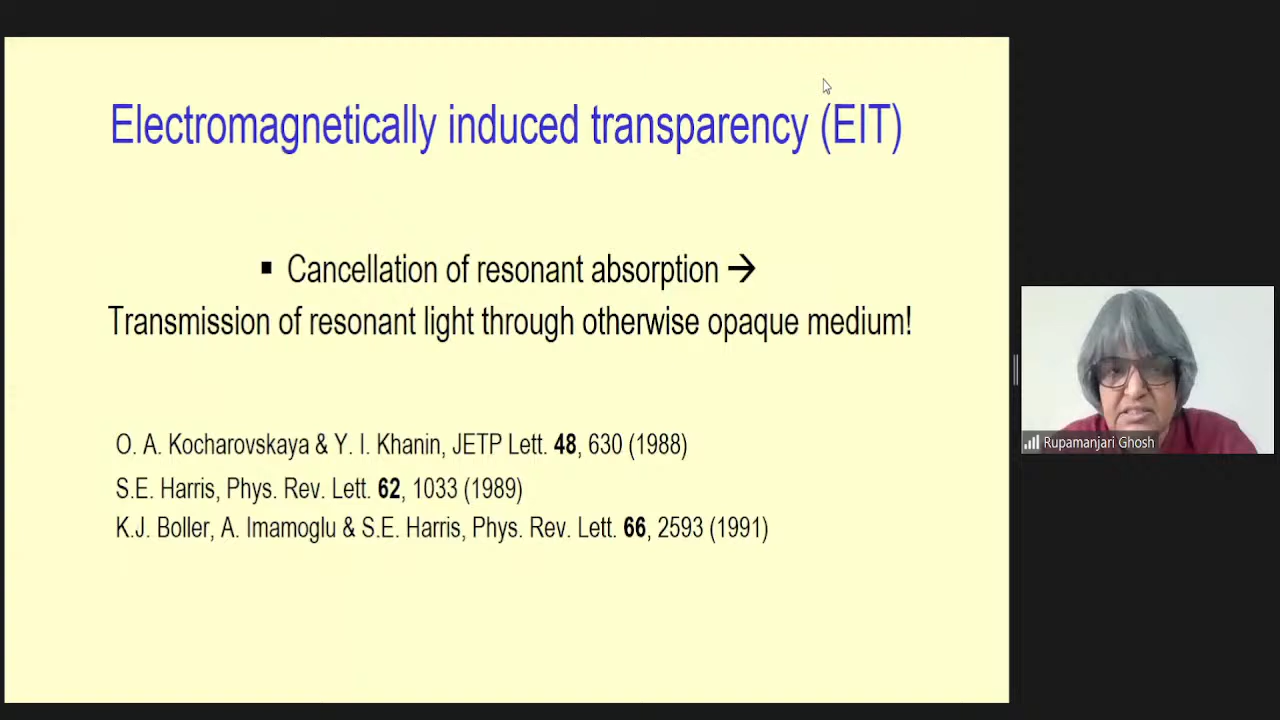 Electromagnetically induced transparency (EIT)
▪ Cancellation of resonant absorption →
Transmission of resonant light through otherwise opaque medium!
O. A. Kocharovskaya & Y. I. Khanin, JETP Lett. 48, 630 (1988)
S.E. Harris, Phys. Rev. Lett. 62, 1033 (1989)
K.J. Boller, A. Imamoglu & S.E. Harris, Phys. Rev. Lett. 66, 2593 (1991)
Rupamanjari Ghosh